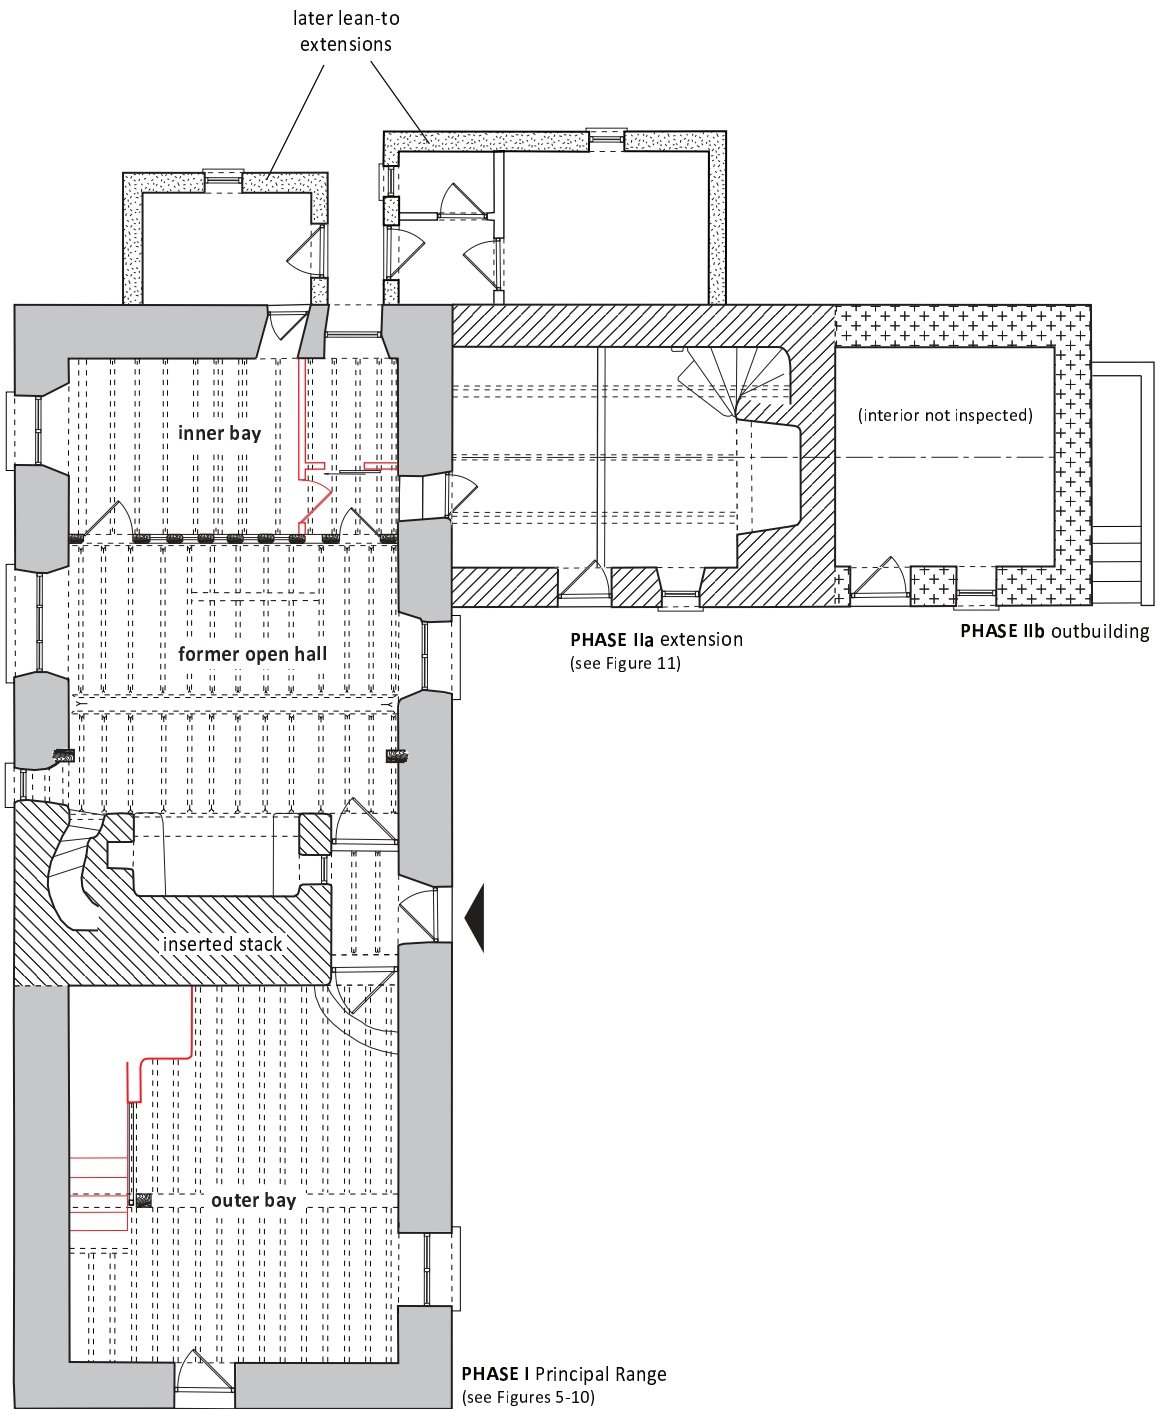 later lean-to
extensions
inner bay
(interior not inspected)
PHASE IIa extension
(see Figure 11)
PHASE IIb outbuilding
former open hall
inserted stack
outer bay
PHASE I Principal Range
(see Figures 5-10)